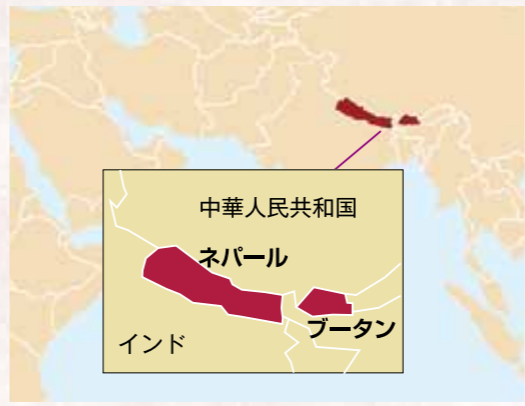 中華人民共和国
ネパール
ブータン
インド